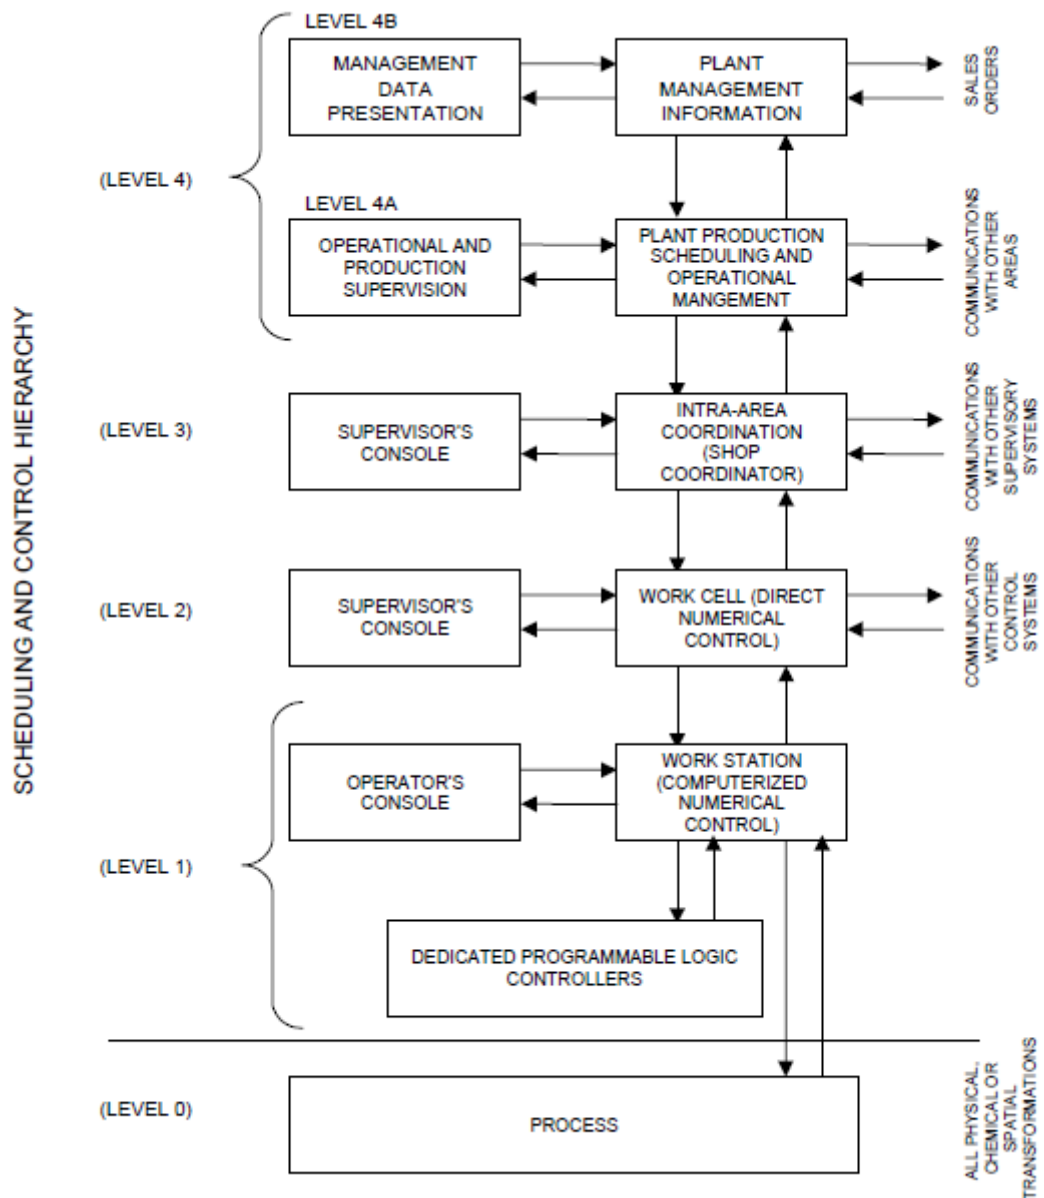 SCHEDULING AND CONTROL HIERARCHY
LEVEL 4B
MANAGEMENT
DATA
PRESENTATION
PLANT
MANAGEMENT
INFORMATION
SALES
ORDERS
(LEVEL 4)
LEVEL 4A
OPERATIONAL AND
PRODUCTION
SUPERVISION
PLANT PRODUCTION
SCHEDULING AND
OPERATIONAL
MANGEMENT
COMMUNICATIONS
WITH OTHER
AREAS
(LEVEL 3)
SUPERVISOR'S
CONSOLE
INTRA-AREA
COORDINATION
(SHOP
COORDINATOR)
COMMUNICATIONS
WITH OTHER
SUPERVISORY
SYSTEMS
(LEVEL 2)
SUPERVISOR'S
CONSOLE
WORK CELL (DIRECT
NUMERICAL
CONTROL)
COMMUNICATIONS
WITH OTHER
CONTROL
SYSTEMS
(LEVEL 1)
OPERATOR'S
CONSOLE
WORK STATION
(COMPUTERIZED
NUMERICAL
CONTROL)
DEDICATED PROGRAMMABLE LOGIC
CONTROLLERS
(LEVEL 0)
PROCESS
ALL PHYSICAL,
CHEMICAL OR
SPATIAL
TRANSFORMATIONS